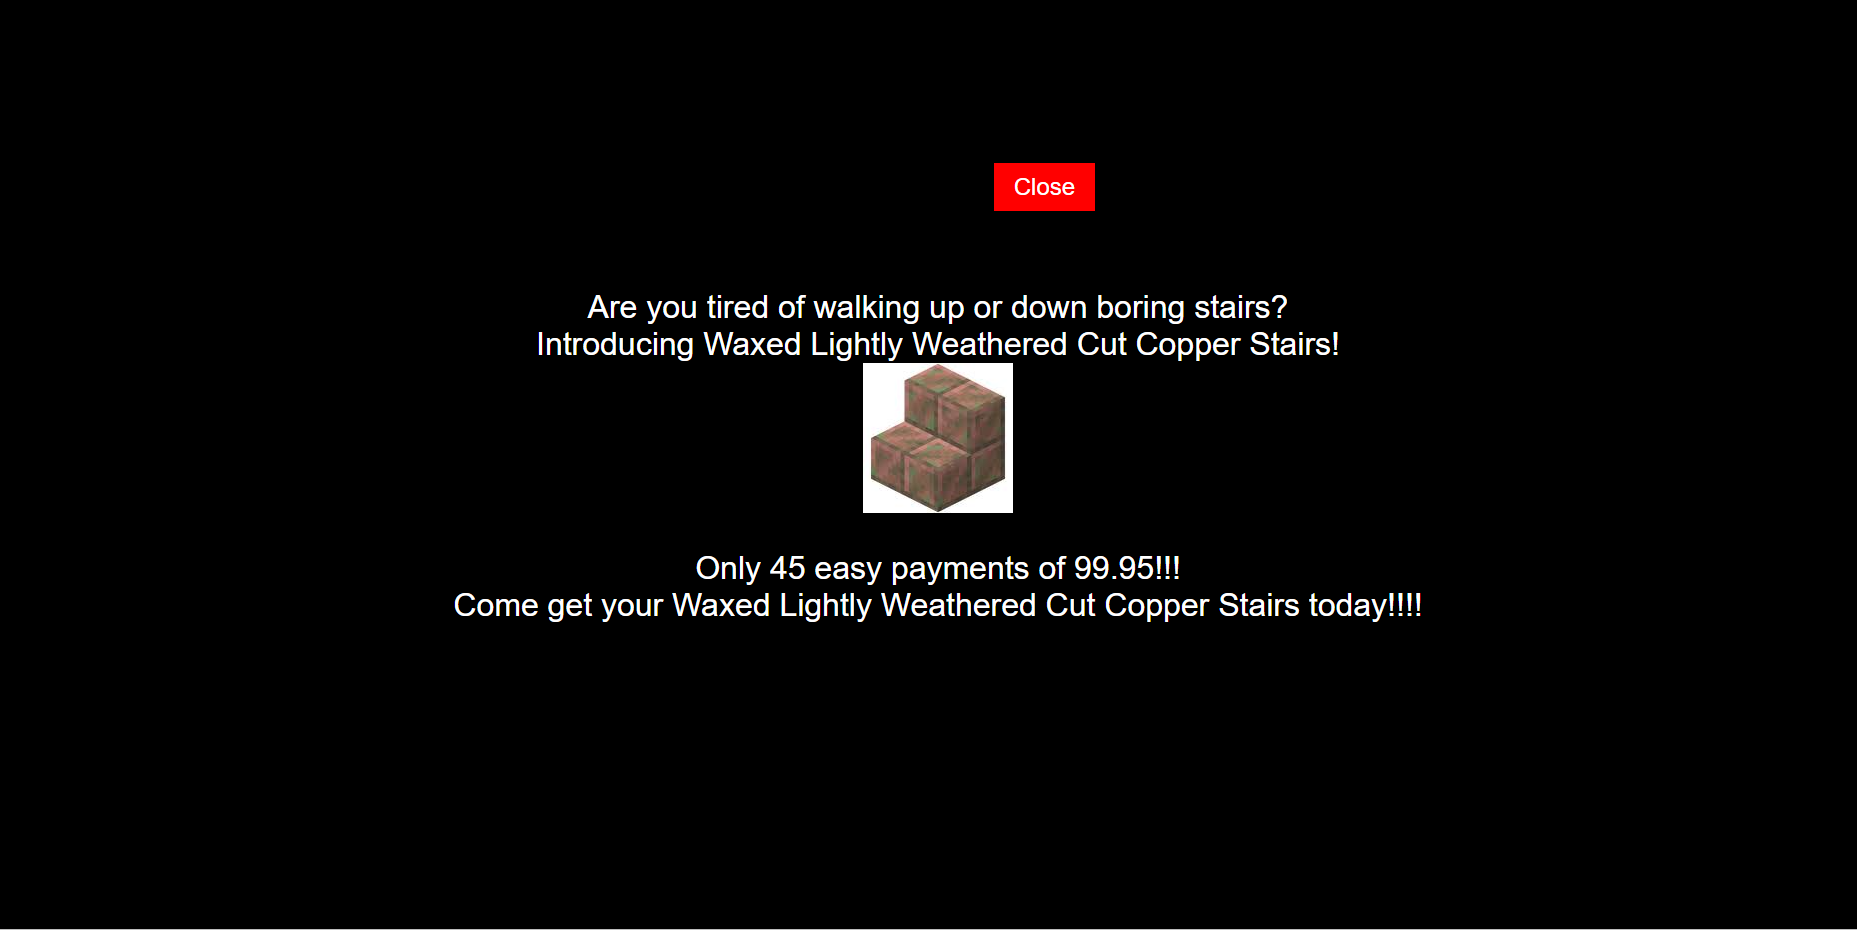 Close
Are you tired of walking up or down boring stairs?
Introducing Waxed Lightly Weathered Cut Copper Stairs!
Only 45 easy payments of 99.95!!!
Come get your Waxed Lightly Weathered Cut Copper Stairs today!!!!